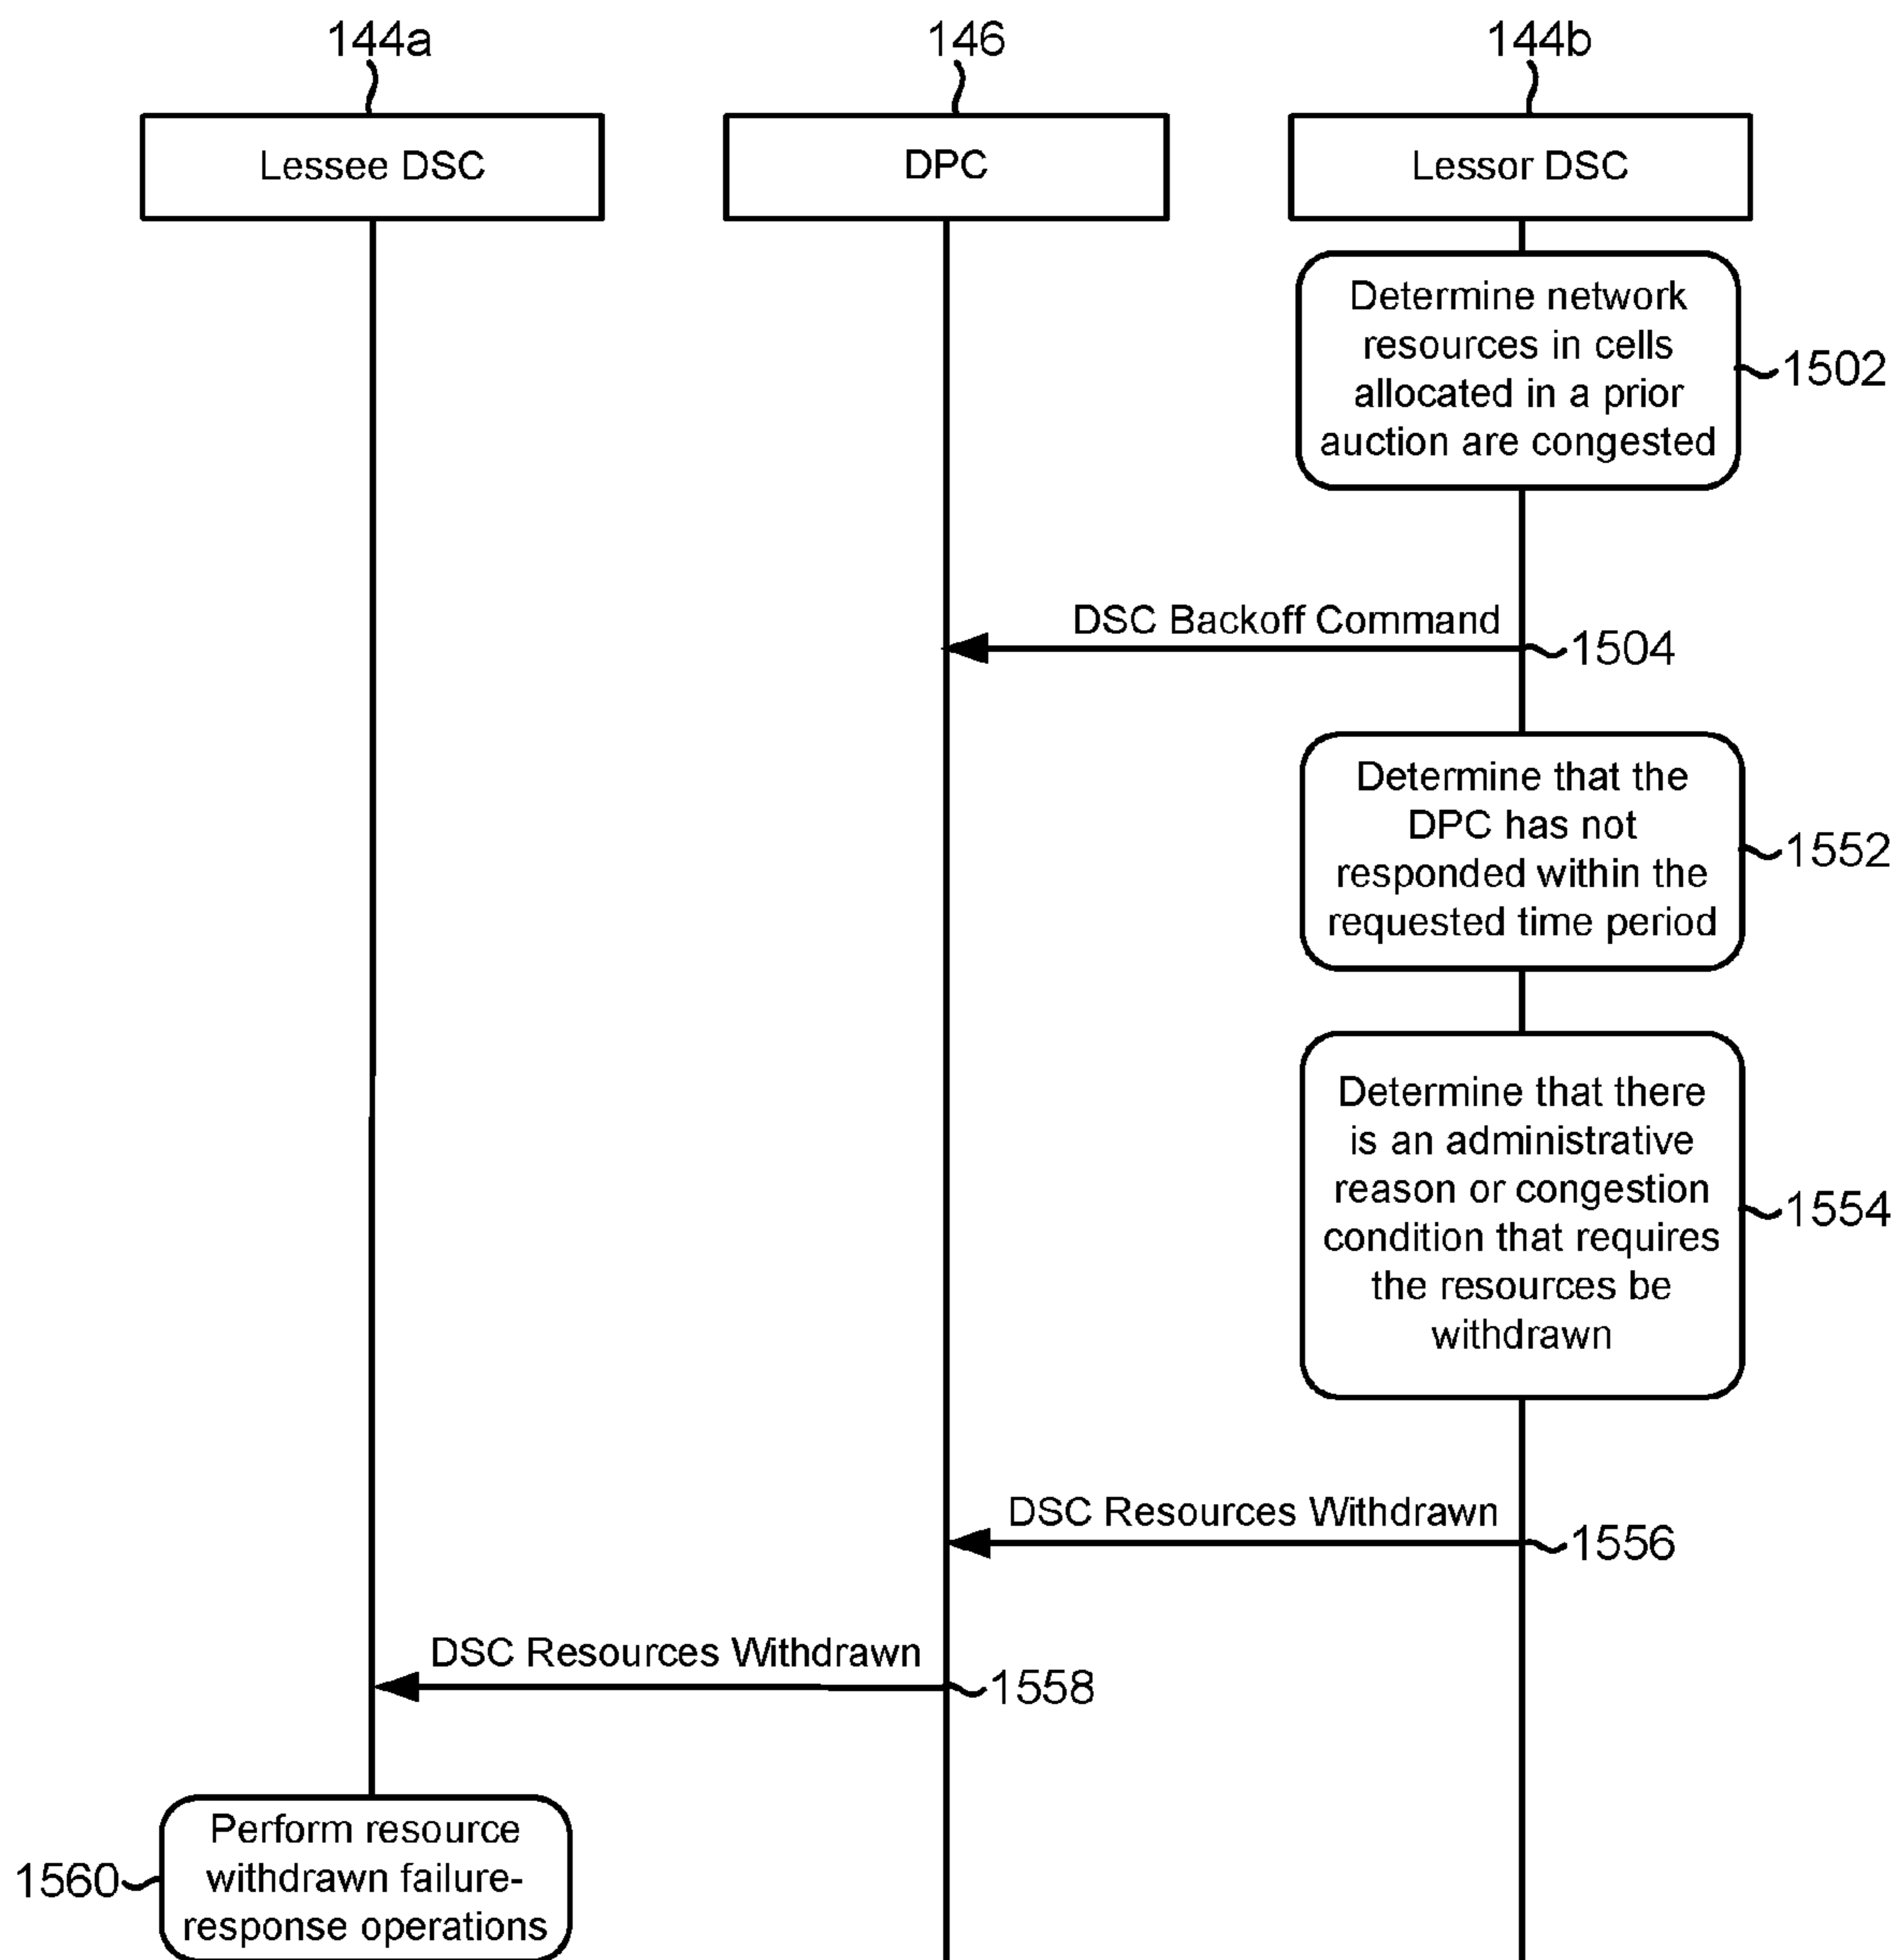 144a
146
144b
Lessee DSC
DPC
Lessor DSC
Determine network
resources in cells
allocated in a prior
auction are congested
1502
DSC Backoff Command
1504
Determine that the
DPC has not
responded within the
requested time period
1552
Determine that there
is an administrative
reason or congestion
condition that requires
the resources be
withdrawn
1554
DSC Resources Withdrawn
1556
DSC Resources Withdrawn
1558
Perform resource
withdrawn failure-
response operations
1560